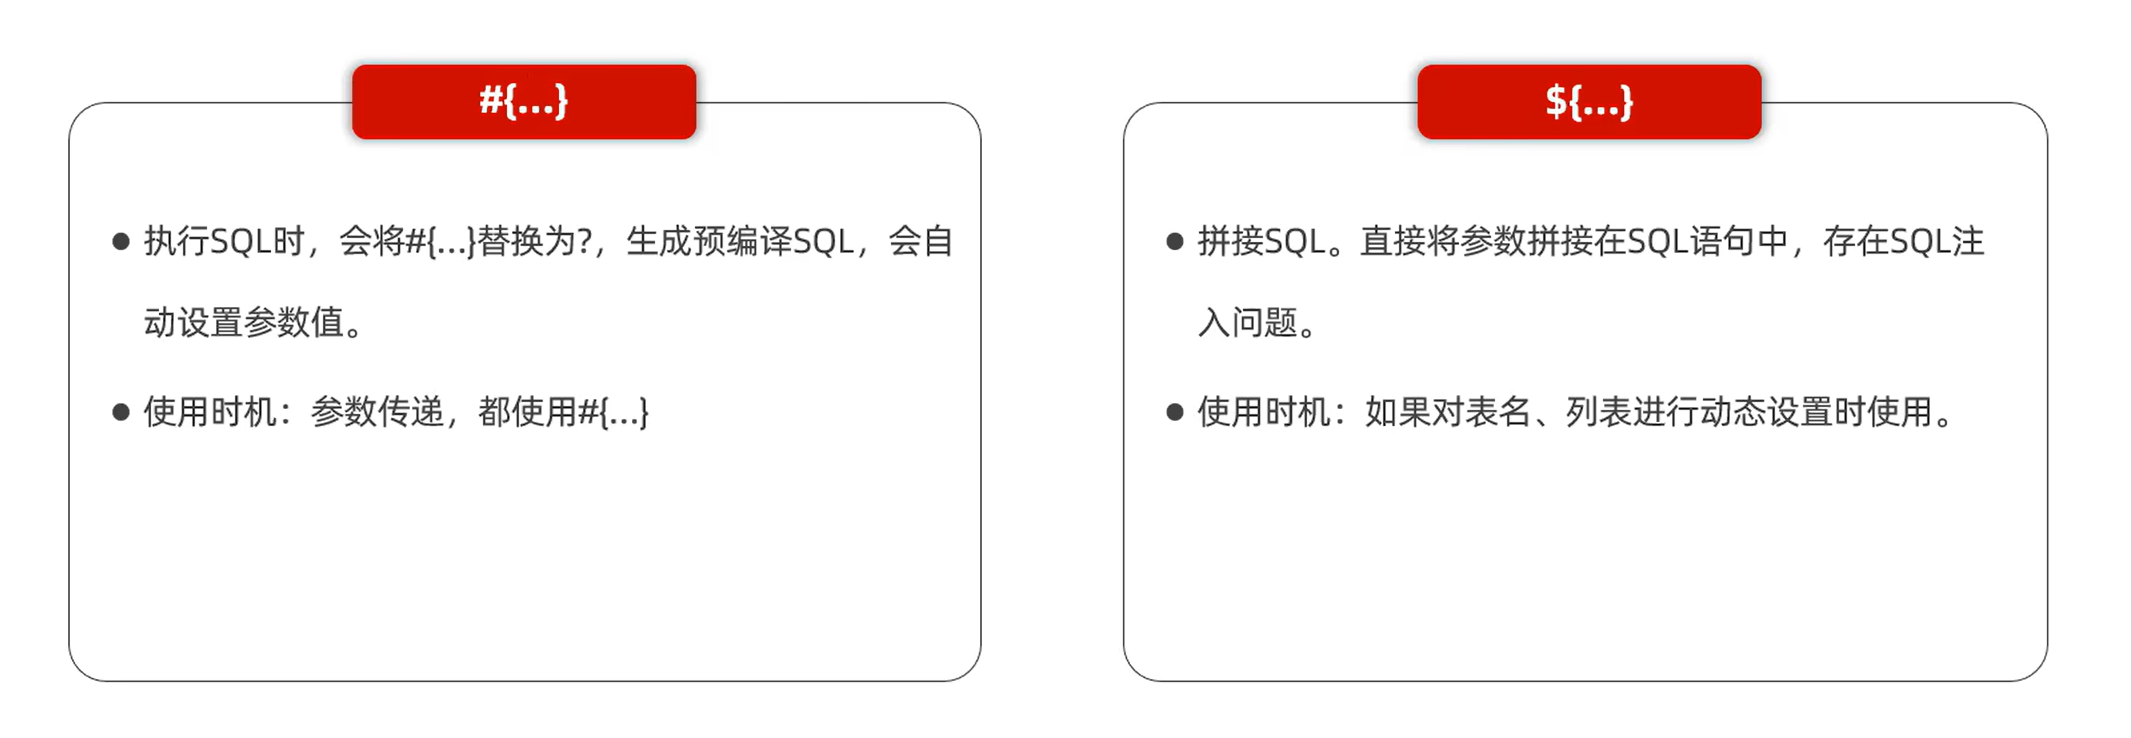 #{...}
● 执行SQL时，会将#{...}替换为?，生成预编译SQL，会自
动设置参数值。
● 使用时机：参数传递，都使用#{...}
${...}
● 拼接SQL。直接将参数拼接在SQL语句中，存在SQL注
入问题。
● 使用时机：如果对表名、列表进行动态设置时使用。